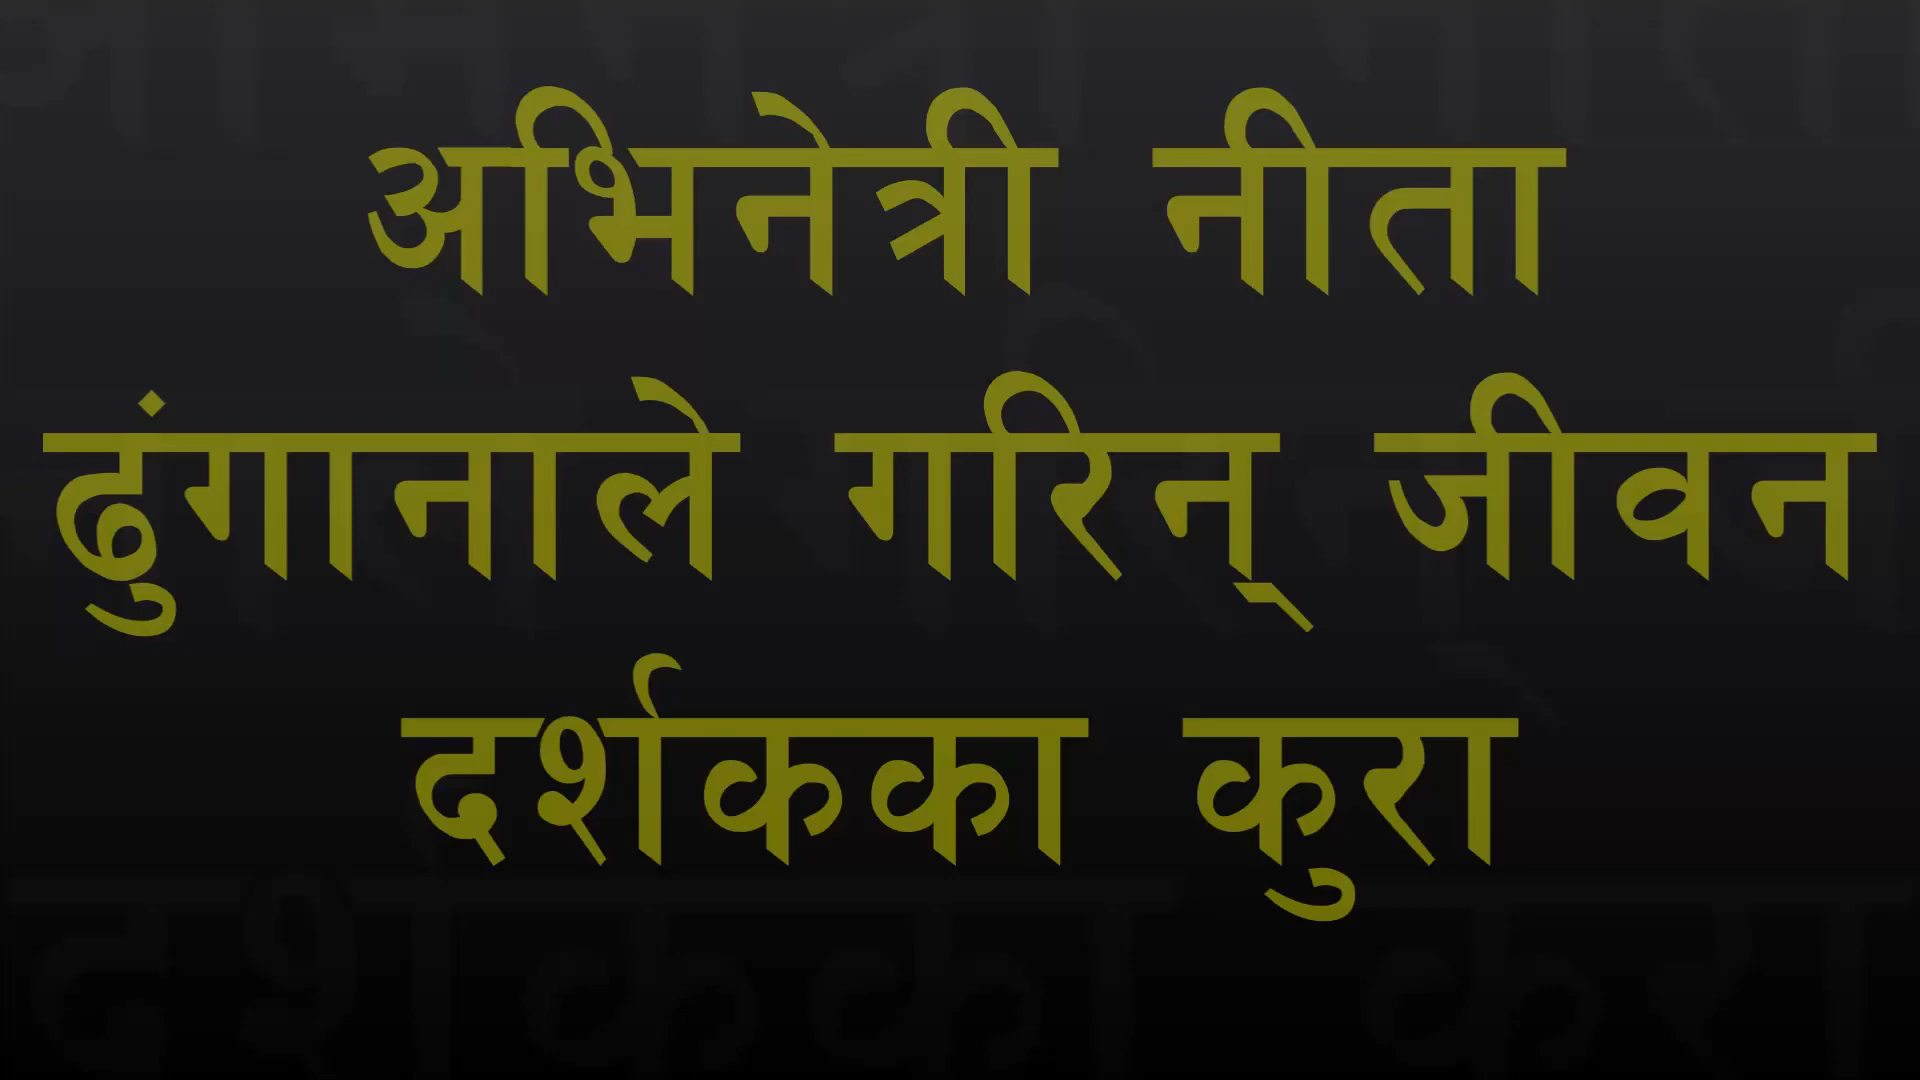 अभिनेत्री नीता
ढुंगानाले गरिन् जीवन
दर्शकका कुरा